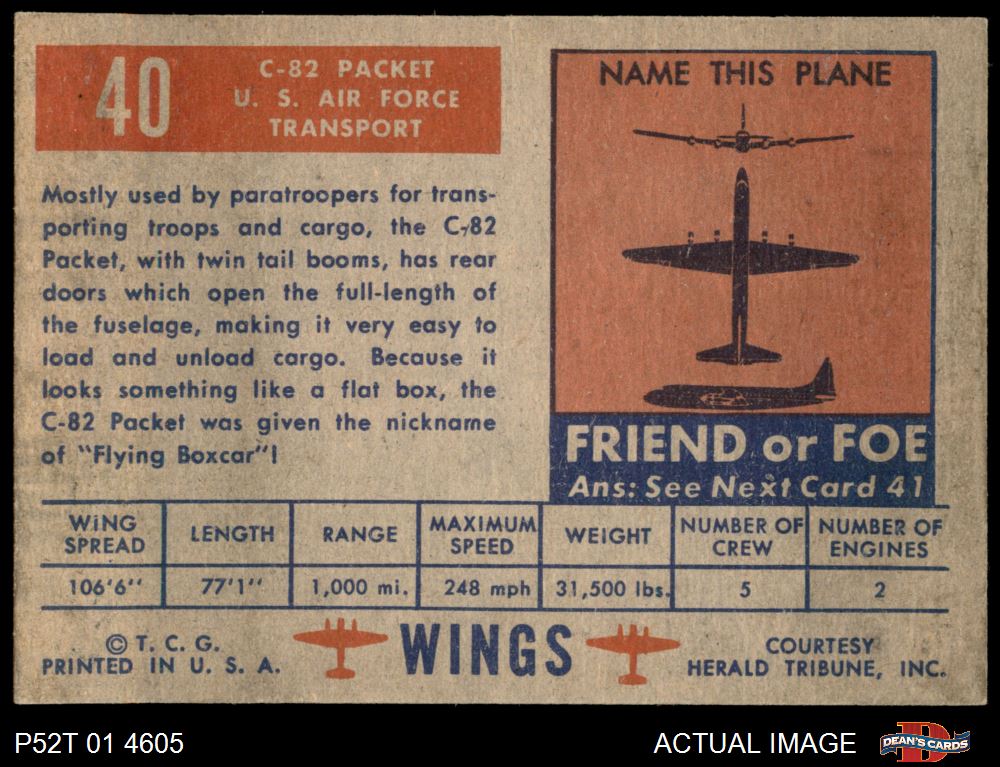 40
C-82 PACKET
U. S. AIR FORCE
TRANSPORT
Mostly used by paratroopers for trans-
porting troops and cargo, the C-82
Packet, with twin tail booms, has rear
doors which open the full-length of
the fuselage, making it very easy to
load and unload cargo. Because it
looks something like a flat box, the
C-82 Packet was given the nickname
of "Flying Boxcar"!
NAME THIS PLANE
FRIEND or FOE
Ans: See Next Card 41
WING SPREAD | LENGTH | RANGE | MAXIMUM SPEED | WEIGHT | NUMBER OF CREW | NUMBER OF ENGINES
106'6'' | 77'1'' | 1,000 mi. | 248 mph | 31,500 lbs. | 5 | 2
© T. C. G.
PRINTED IN U. S. A.
WINGS
COURTESY
HERALD TRIBUNE, INC.
P52T 01 4605
ACTUAL IMAGE
D
DEAN'S CARDS